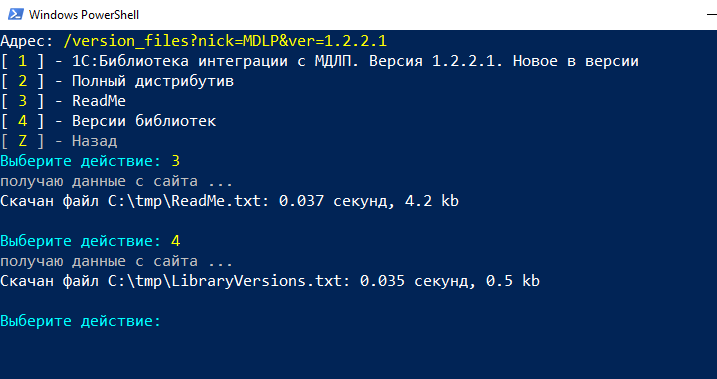 Windows PowerShell
Адрес: /version_files?nick=MDLP&ver=1.2.2.1
[ 1 ] - 1С:Библиотека интеграции с МДЛП. Версия 1.2.2.1. Новое в версии
[ 2 ] - Полный дистрибутив
[ 3 ] - ReadMe
[ 4 ] - Версии библиотек
[ Z ] - Назад
Выберите действие: 3
получаю данные с сайта ...
Скачан файл C:\tmp\ReadMe.txt: 0.037 секунд, 4.2 kb
Выберите действие: 4
получаю данные с сайта ...
Скачан файл C:\tmp\LibraryVersions.txt: 0.035 секунд, 0.5 kb
Выберите действие: